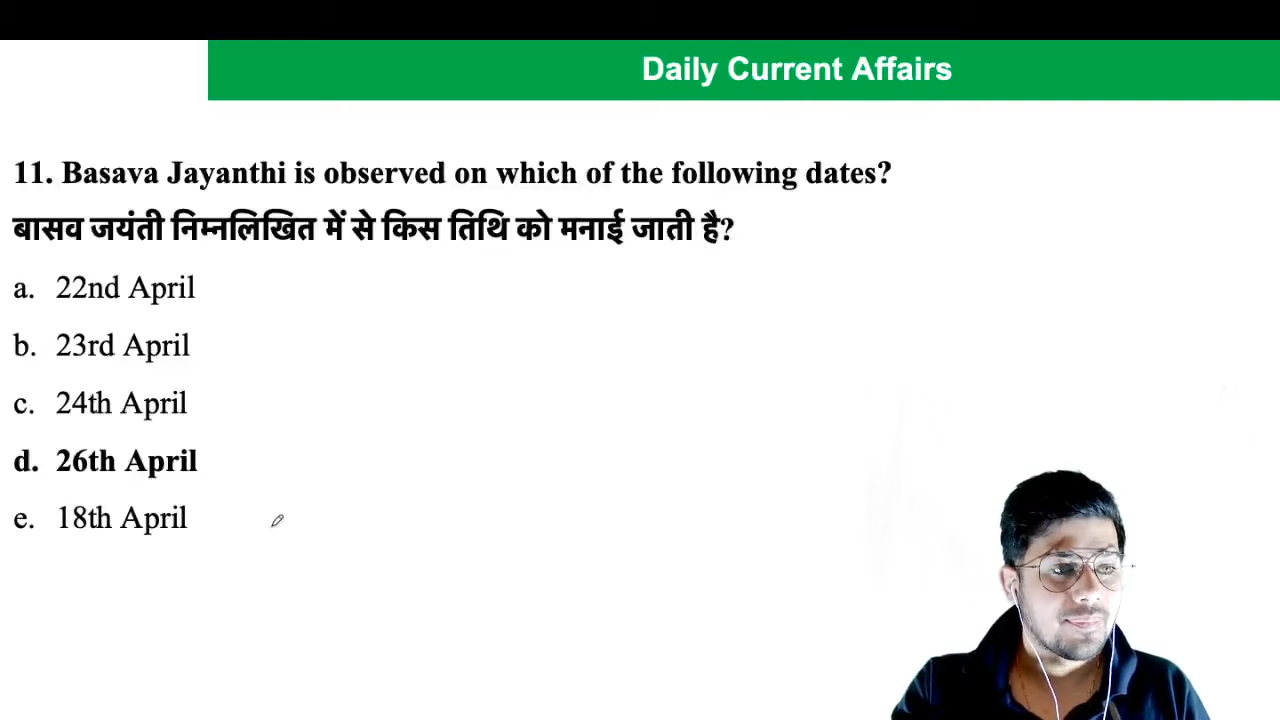 Daily Current Affairs
11. Basava Jayanthi is observed on which of the following dates?
बासव जयंती निम्नलिखित में से किस तिथि को मनाई जाती है?
a. 22nd April
b. 23rd April
c. 24th April
d. 26th April
e. 18th April